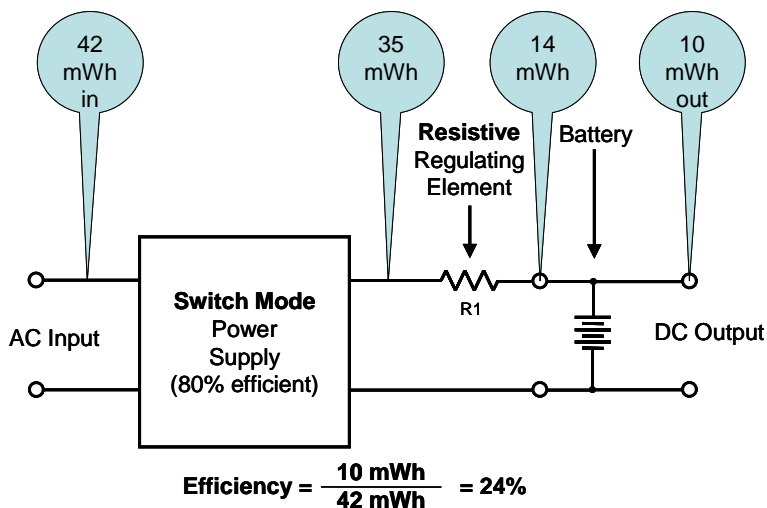 42
mWh
in
35
mWh
14
mWh
10
mWh
out
Resistive
Regulating
Element
Battery
R1
AC Input
Switch Mode
Power
Supply
(80% efficient)
DC Output
Efficiency = 10 mWh
42 mWh = 24%